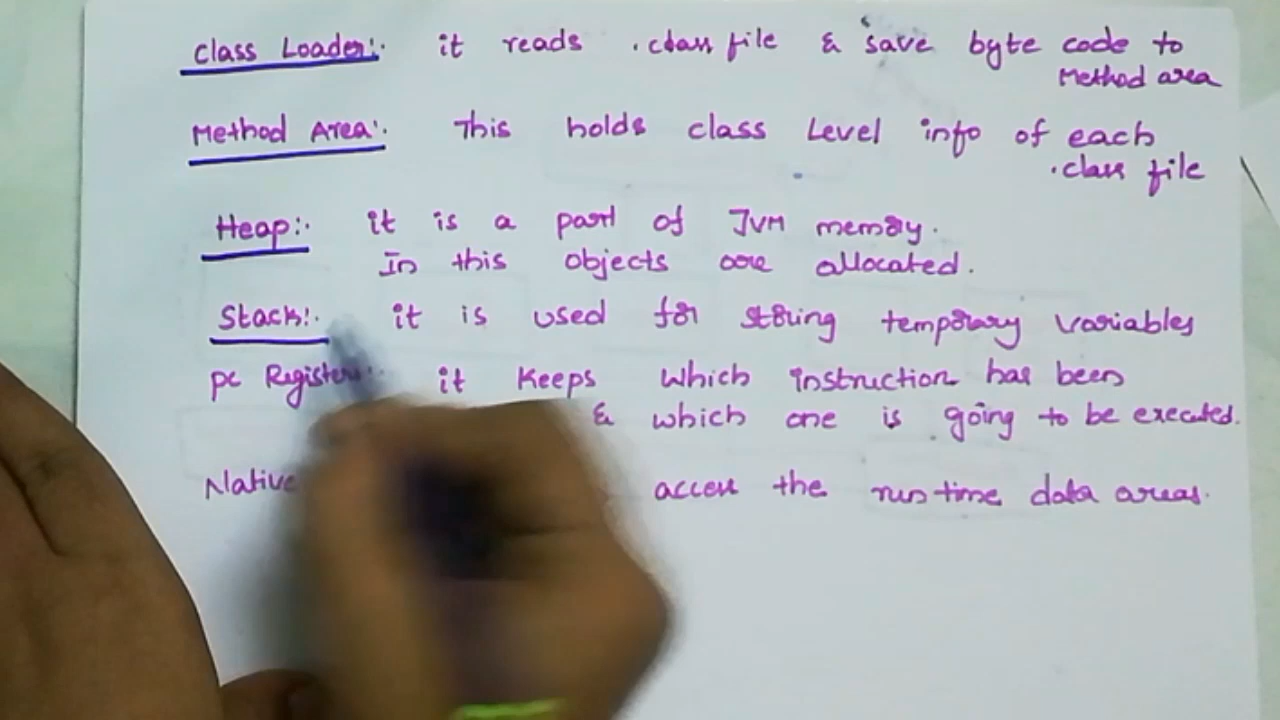 Class Loader:. it reads .class file & save byte code to
Method area
Method Area:. This holds class Level info of each
.class file
Heap:. it is a part of JVM memory.
In this objects are allocated.
Stack:. it is used for storing temporary variables
pc Registers:. it Keeps which instruction has been
& which one is going to be executed.
Native access the run time data areas.